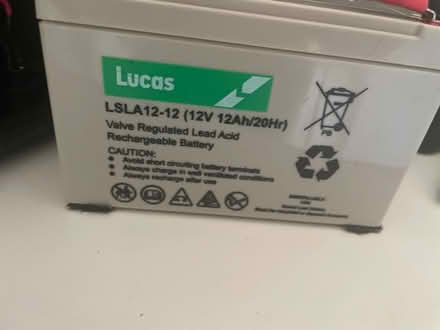 Lucas
LSLA12-12 (12V 12Ah/20Hr)
Valve Regulated Lead Acid
Rechargeable Battery
CAUTION:
Avoid short circuiting battery terminals
Always charge in well ventilated conditions
Always recharge after use
PB